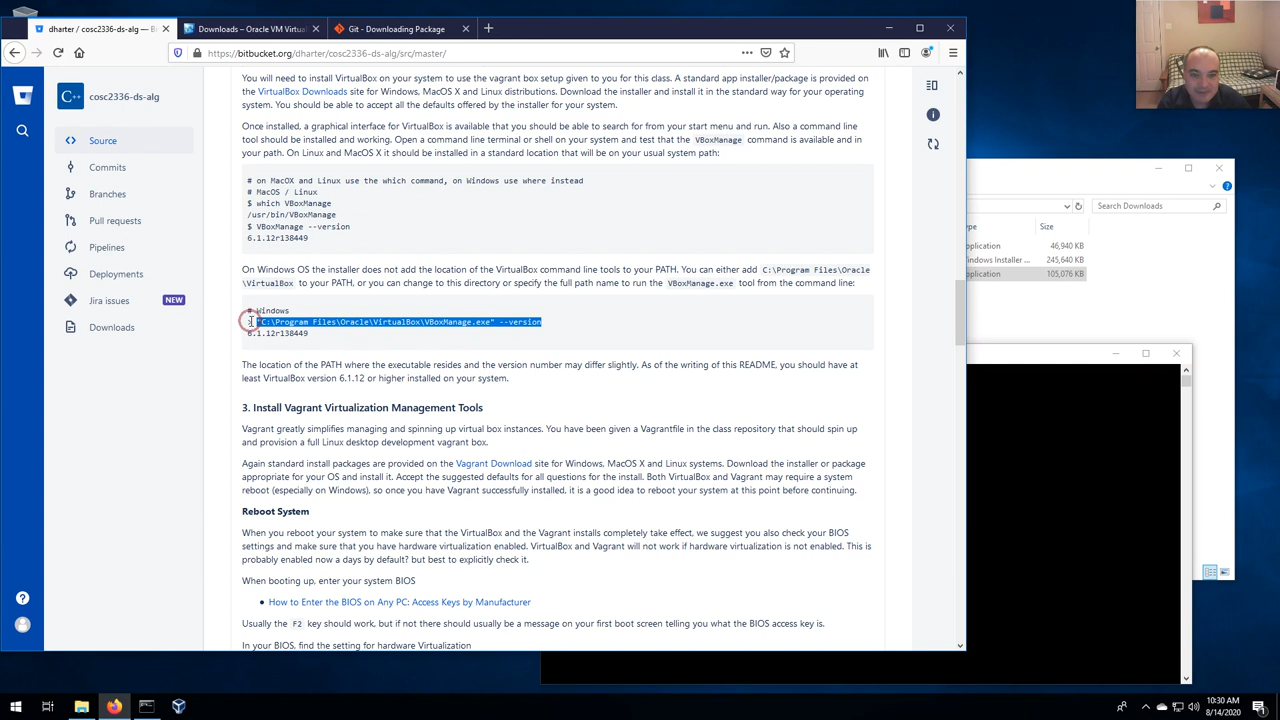 dharter / cosc2336-ds-alg — B
Downloads – Oracle VM Virtual
Git - Downloading Package
https://bitbucket.org/dharter/cosc2336-ds-alg/src/master/
C++
cosc2336-ds-alg
Source
Commits
Branches
Pull requests
Pipelines
Deployments
Jira issues
NEW
Downloads
You will need to install VirtualBox on your system to use the vagrant box setup given to you for this class. A standard app installer/package is provided on
the VirtualBox Downloads site for Windows, MacOS X and Linux distributions. Download the installer and install it in the standard way for your operating
system. You should be able to accept all the defaults offered by the installer for your system.
Once installed, a graphical interface for VirtualBox is available that you should be able to search for from your start menu and run. Also a command line
tool should be installed and working. Open a command line terminal or shell on your system and test that the VBoxManage command is available and in
your path. On Linux and MacOS X it should be installed in a standard location that will be on your usual system path:
# on MacOX and Linux use the which command, on Windows use where instead
# MacOS / Linux
$ which VBoxManage
/usr/bin/VBoxManage
$ VBoxManage --version
6.1.12r138449
On Windows OS the installer does not add the location of the VirtualBox command line tools to your PATH. You can either add C:\Program Files\Oracle
\VirtualBox to your PATH, or you can change to this directory or specify the full path name to run the VBoxManage.exe tool from the command line:
# Windows
> "C:\Program Files\Oracle\VirtualBox\VBoxManage.exe" --version
6.1.12r138449
The location of the PATH where the executable resides and the version number may differ slightly. As of the writing of this README, you should have at
least VirtualBox version 6.1.12 or higher installed on your system.
3. Install Vagrant Virtualization Management Tools
Vagrant greatly simplifies managing and spinning up virtual box instances. You have been given a Vagrantfile in the class repository that should spin up
and provision a full Linux desktop development vagrant box.
Again standard install packages are provided on the Vagrant Download site for Windows, MacOS X and Linux systems. Download the installer or package
appropriate for your OS and install it. Accept the suggested defaults for all questions for the install. Both VirtualBox and Vagrant may require a system
reboot (especially on Windows), so once you have Vagrant successfully installed, it is a good idea to reboot your system at this point before continuing.
Reboot System
When you reboot your system to make sure that the VirtualBox and the Vagrant installs completely take effect, we suggest you also check your BIOS
settings and make sure that you have hardware virtualization enabled. VirtualBox and Vagrant will not work if hardware virtualization is not enabled. This is
probably enabled now a days by default? but best to explicitly check it.
When booting up, enter your system BIOS
• How to Enter the BIOS on Any PC: Access Keys by Manufacturer
Usually the F2 key should work, but if not there should usually be a message on your first boot screen telling you what the BIOS access key is.
In your BIOS, find the setting for hardware Virtualization
Search Downloads
ype
Size
pplication
46,940 KB
indows Installer ...
245,640 KB
pplication
105,076 KB
10:30 AM
8/14/2020